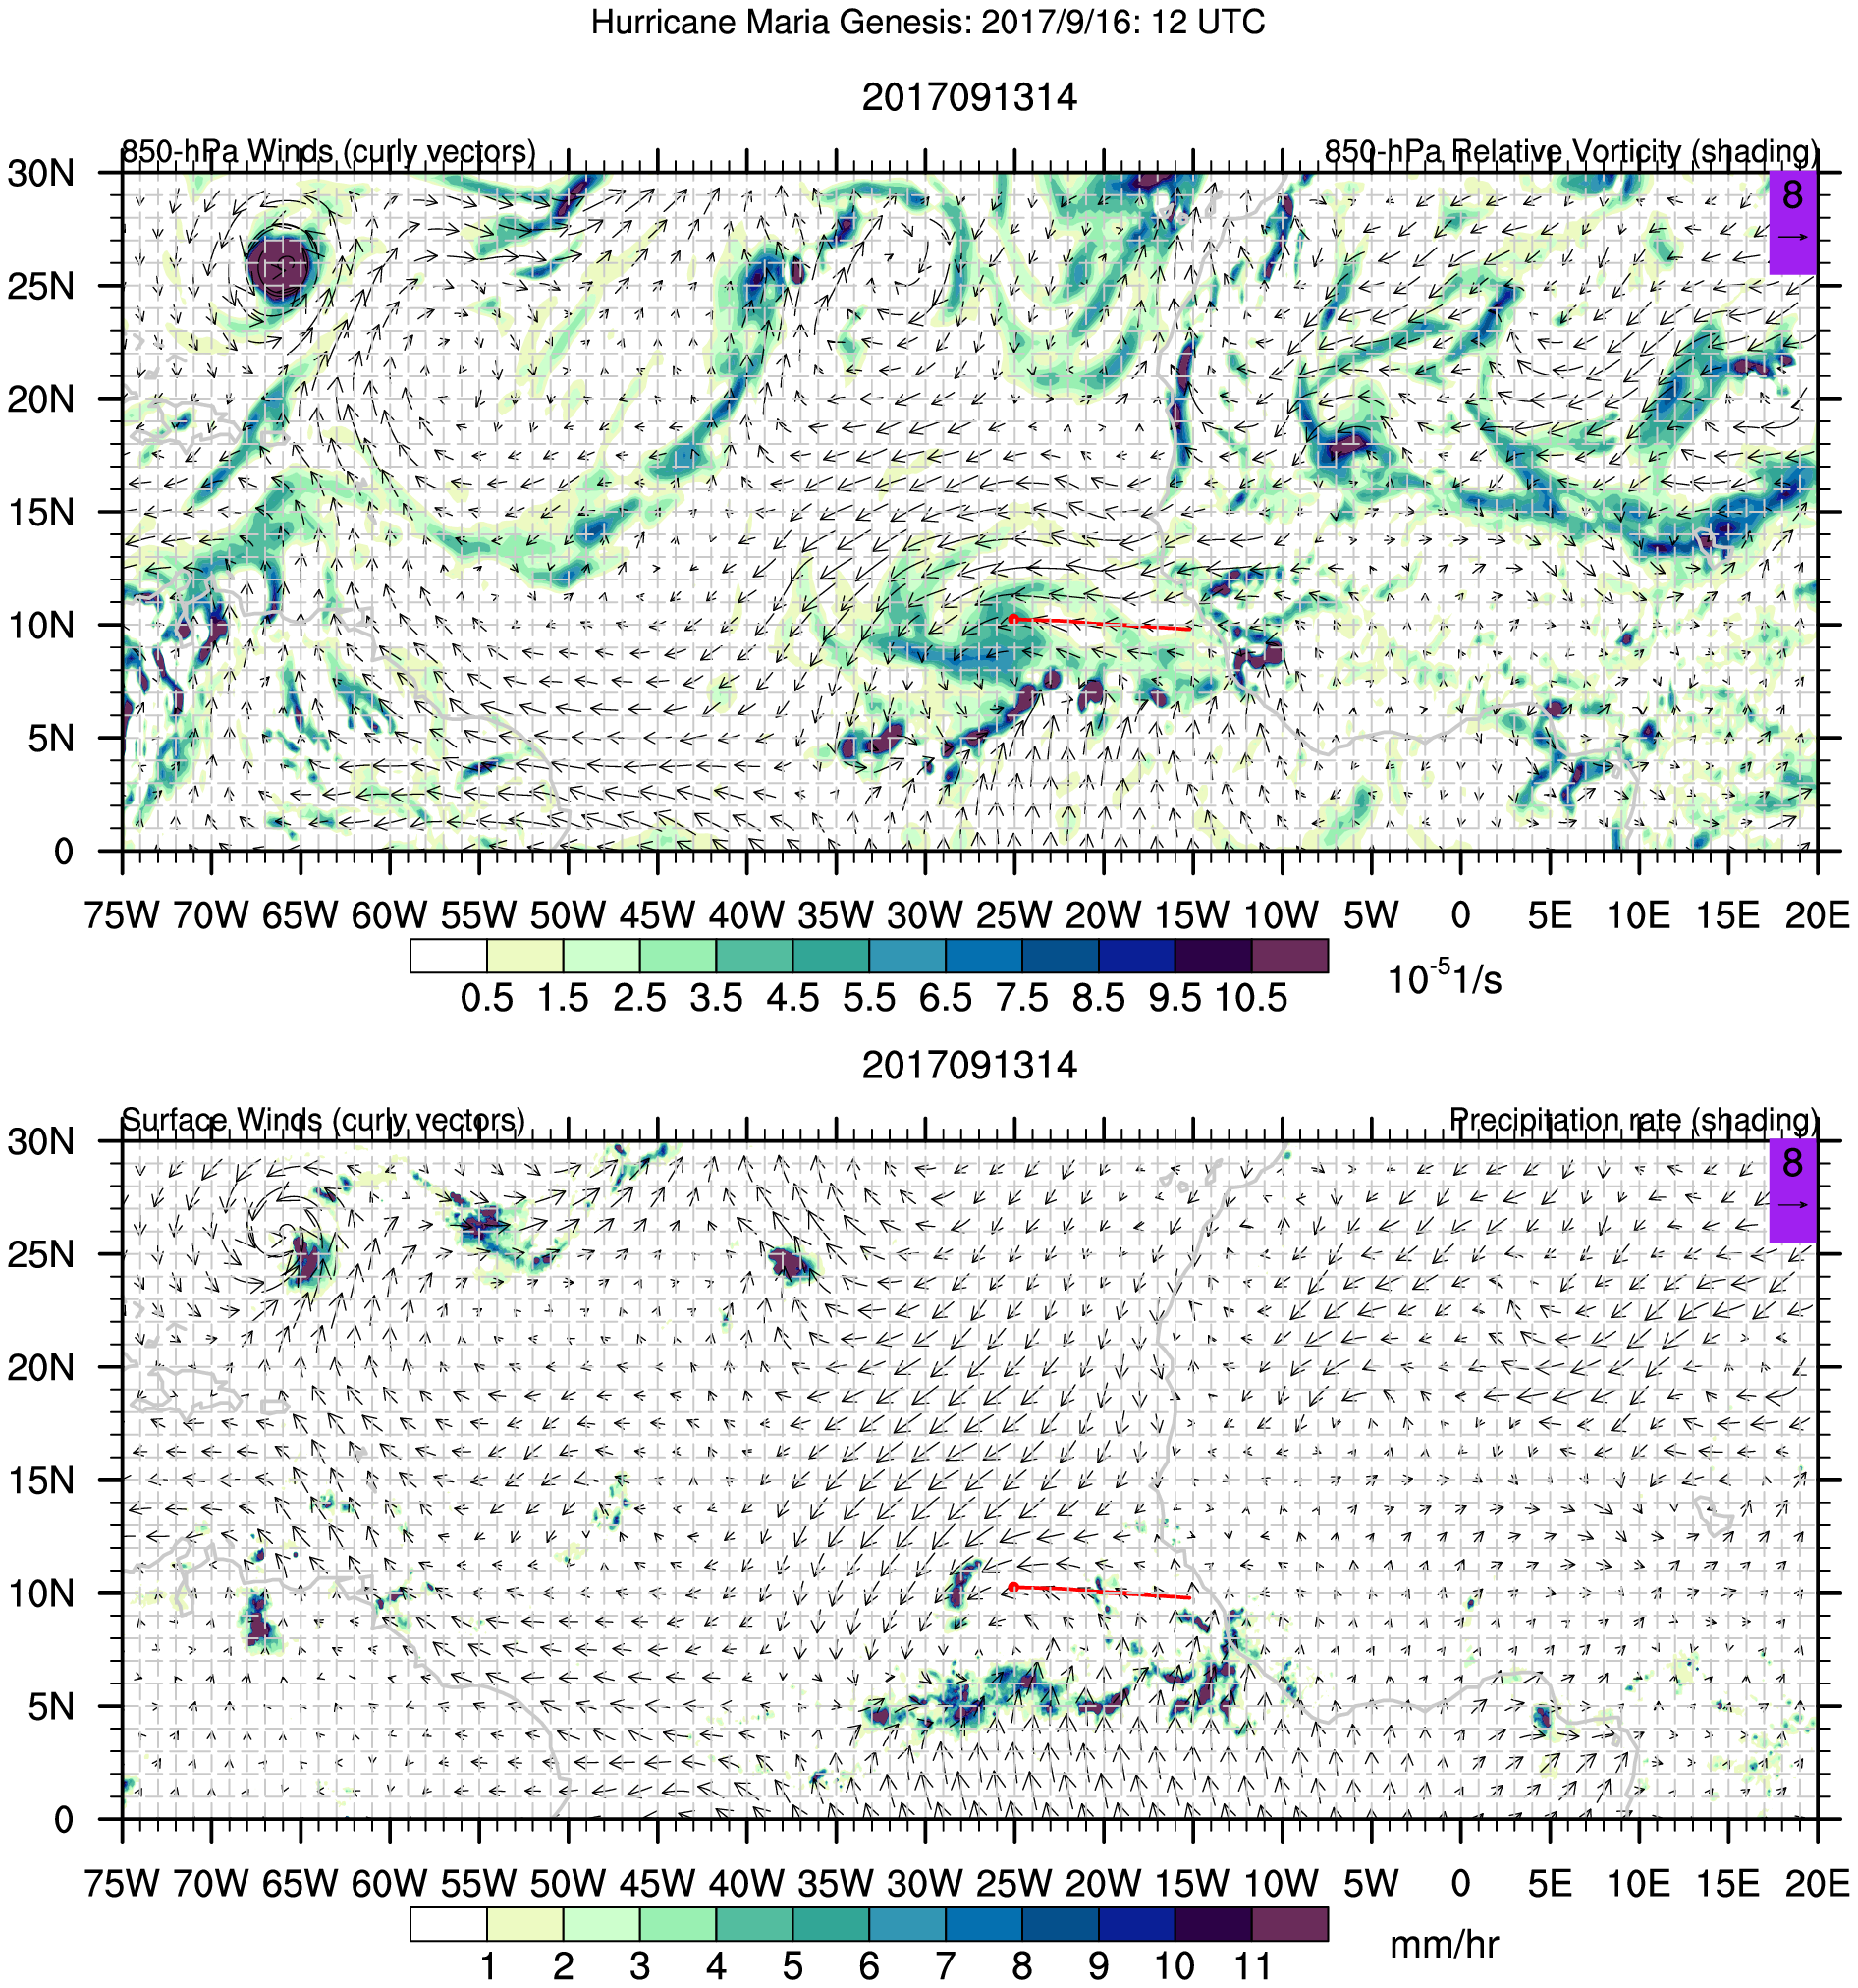 Hurricane Maria Genesis: 2017/9/16: 12 UTC
2017091314
850-hPa Winds (curly vectors) 850-hPa Relative Vorticity (shading)
30N
8
25N
20N
15N
10N
5N
0
75W 70W 65W 60W 55W 50W 45W 40W 35W 30W 25W 20W 15W 10W 5W 0 5E 10E 15E 20E
0.5 1.5 2.5 3.5 4.5 5.5 6.5 7.5 8.5 9.5 10.5
10^-5 1/s
2017091314
Surface Winds (curly vectors) Precipitation rate (shading)
30N
8
25N
20N
15N
10N
5N
0
75W 70W 65W 60W 55W 50W 45W 40W 35W 30W 25W 20W 15W 10W 5W 0 5E 10E 15E 20E
1 2 3 4 5 6 7 8 9 10 11
mm/hr